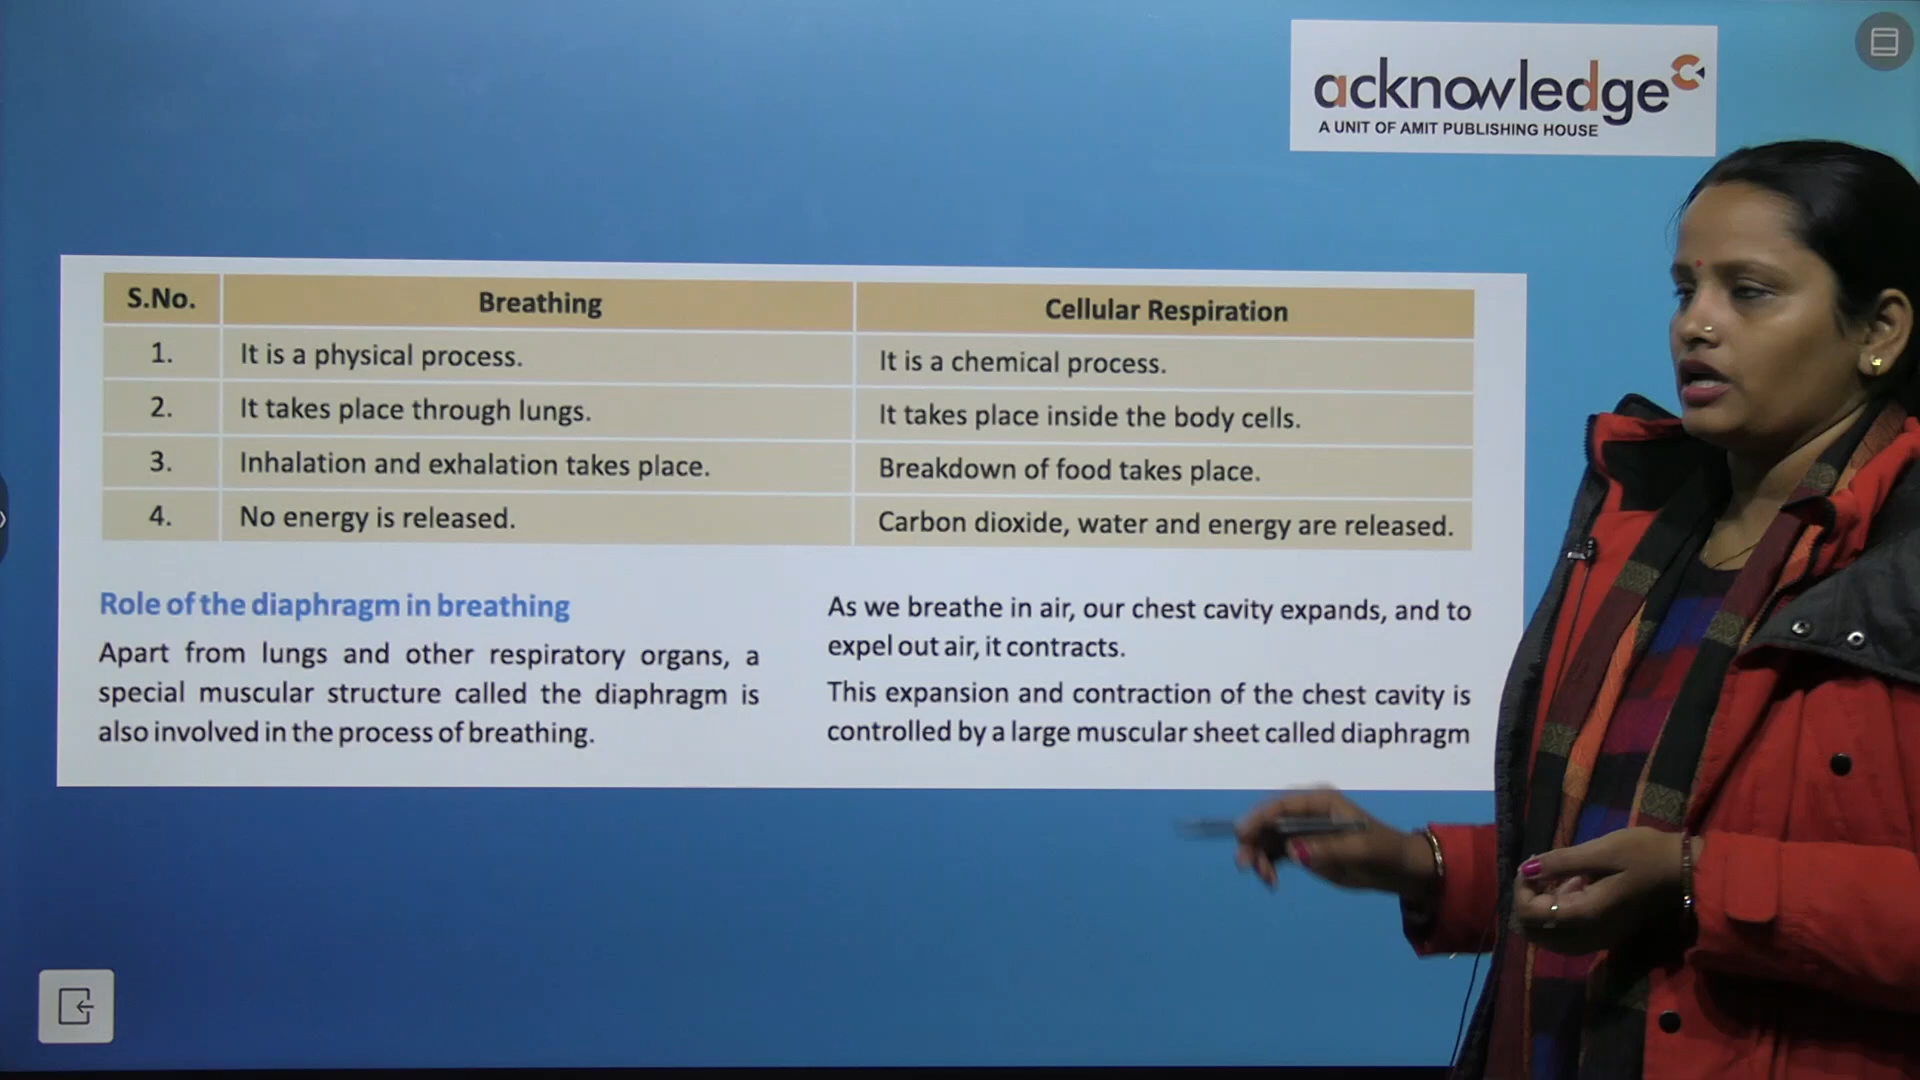 acknowledge
A UNIT OF AMIT PUBLISHING HOUSE
S.No. Breathing Cellular Respiration
1. It is a physical process. It is a chemical process.
2. It takes place through lungs. It takes place inside the body cells.
3. Inhalation and exhalation takes place. Breakdown of food takes place.
4. No energy is released. Carbon dioxide, water and energy are released.
Role of the diaphragm in breathing
Apart from lungs and other respiratory organs, a
special muscular structure called the diaphragm is
also involved in the process of breathing.
As we breathe in air, our chest cavity expands, and to
expel out air, it contracts.
This expansion and contraction of the chest cavity is
controlled by a large muscular sheet called diaphragm